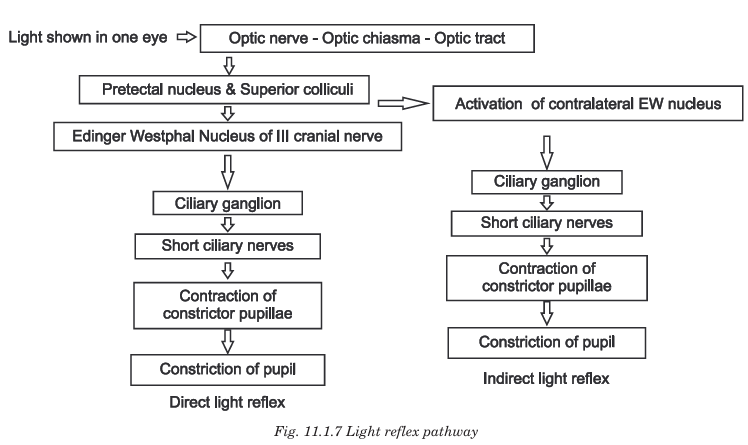 Light shown in one eye
Optic nerve - Optic chiasma - Optic tract
Pretectal nucleus & Superior colliculi
Activation of contralateral EW nucleus
Edinger Westphal Nucleus of III cranial nerve
Ciliary ganglion
Short ciliary nerves
Contraction of
constrictor pupillae
Constriction of pupil
Direct light reflex
Ciliary ganglion
Short ciliary nerves
Contraction of
constrictor pupillae
Constriction of pupil
Indirect light reflex
Fig. 11.1.7 Light reflex pathway